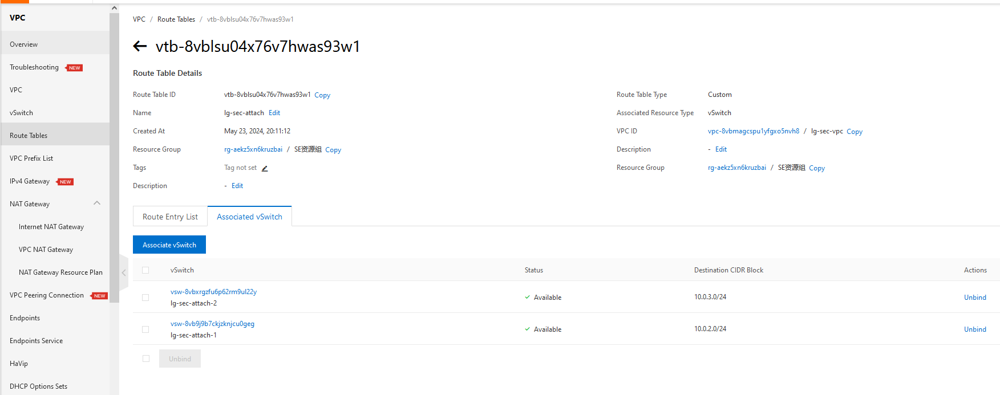 VPC
Overview
Troubleshooting NEW
VPC
vSwitch
Route Tables
VPC Prefix List
IPv4 Gateway NEW
NAT Gateway
Internet NAT Gateway
VPC NAT Gateway
NAT Gateway Resource Plan
VPC Peering Connection NEW
Endpoints
Endpoints Service
HaVip
DHCP Options Sets
VPC / Route Tables / vtb-8vblsu04x76v7hwas93w1
vtb-8vblsu04x76v7hwas93w1
Route Table Details
Route Table ID vtb-8vblsu04x76v7hwas93w1 Copy
Route Table Type Custom
Name lg-sec-attach Edit
Associated Resource Type vSwitch
Created At May 23, 2024, 20:11:12
VPC ID vpc-8vbmagcspu1yfgxo5nvh8 / lg-sec-vpc Copy
Resource Group rg-aekz5xn6kruzbai / SE资源组 Copy
Description - Edit
Tags Tag not set
Resource Group rg-aekz5xn6kruzbai / SE资源组 Copy
Description - Edit
Route Entry List Associated vSwitch
Associate vSwitch
vSwitch Status Destination CIDR Block Actions
vsw-8vbxrgzfu6p62rm9ul22y
lg-sec-attach-2
Available 10.0.3.0/24 Unbind
vsw-8vb9j9b7ckjzknjcu0geg
lg-sec-attach-1
Available 10.0.2.0/24 Unbind
Unbind